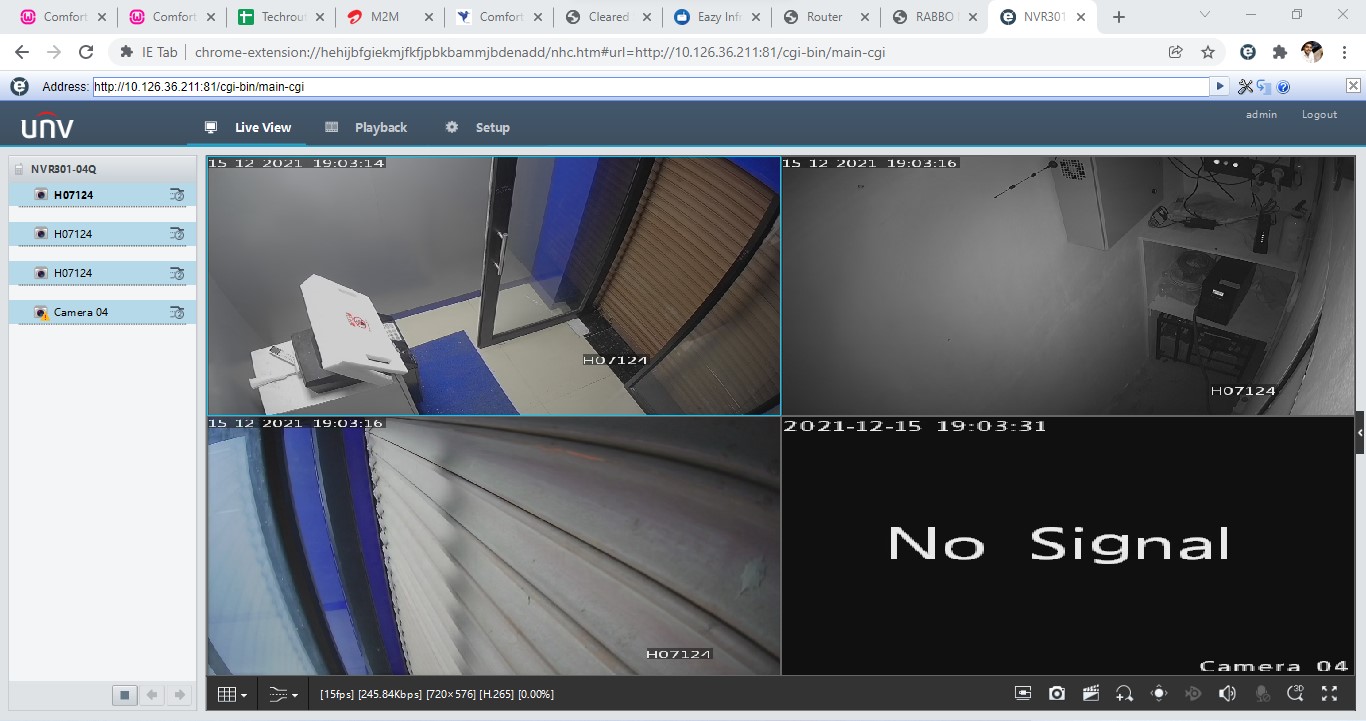 Comfort
Comfort
Techrout
M2M
Comfort
Cleared
Eazy Inf
Router
RABBO
NVR301
IE Tab
chrome-extension://hehijbfgiekmjfkfjpbkbammjbdenadd/nhc.htm#url=http://10.126.36.211:81/cgi-bin/main-cgi
Address: http://10.126.36.211:81/cgi-bin/main-cgi
unv
Live View
Playback
Setup
admin
Logout
NVR301-04Q
H07124
H07124
H07124
Camera 04
15 12 2021 19:03:14
H07124
15 12 2021 19:03:16
H07124
15 12 2021 19:03:16
H07124
2021-12-15 19:03:31
No Signal
Camera 04
[15fps] [245.84Kbps] [720×576] [H.265] [0.00%]
3D